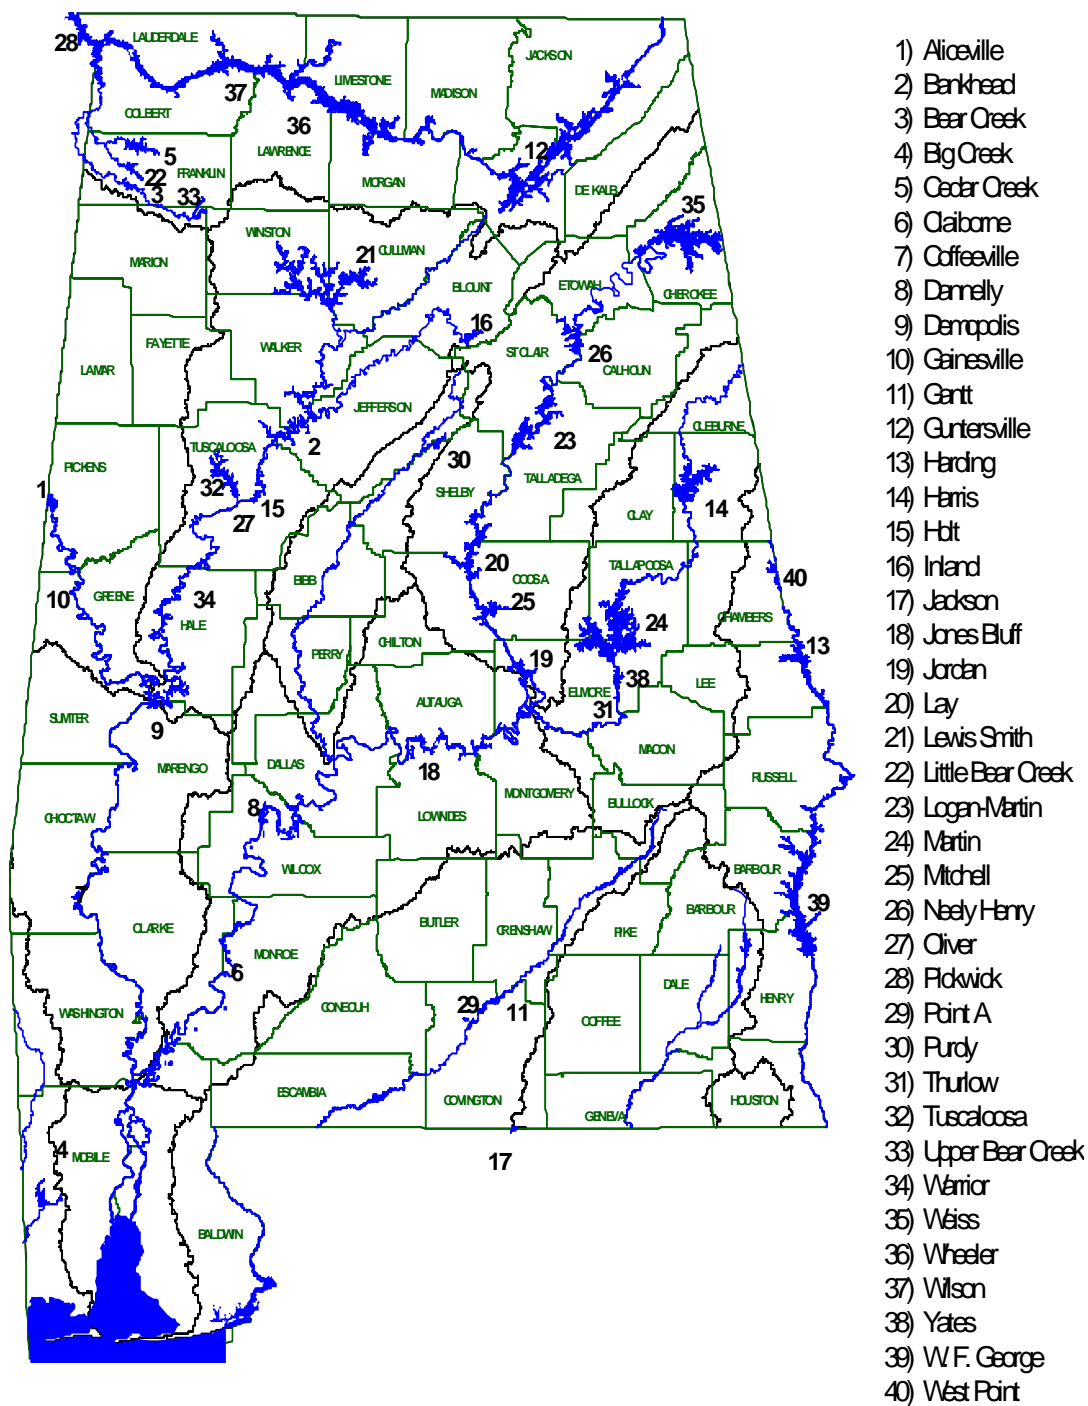 28
LAUDERDALE
JACKSON
LIMESTONE
MADISON
37
COLBERT
36
LAWRENCE
12
5
FRANKLIN
22
3
33
MORGAN
DE KALB
35
WINSTON
21
CULLMAN
MARION
BLOUNT
ETOWAH
CHEROKEE
16
FAYETTE
WALKER
ST CLAIR
26
CALHOUN
LAMAR
JEFFERSON
CLEBURNE
2
23
TUSCALOOSA
30
PICKENS
TALLADEGA
1
32
SHELBY
15
14
27
CLAY
20
TALLAPOOSA
40
BIBB
COOSA
10
GREENE
34
25
HALE
24
CHAMBERS
CHILTON
13
PERRY
19
38
LEE
ELMORE
AUTAUGA
31
SUMTER
9
MACON
MARENGO
DALLAS
18
RUSSELL
MONTGOMERY
BULLOCK
8
CHOCTAW
LOWNDES
WILCOX
BARBOUR
7
39
BARBOUR
CLARKE
BUTLER
CRENSHAW
PIKE
MONROE
6
DALE
HENRY
CONECUH
29
11
WASHINGTON
COFFEE
ESCAMBIA
COVINGTON
HOUSTON
GENEVA
4
MOBILE
17
BALDWIN
1) Aliceville
2) Bankhead
3) Bear Creek
4) Big Creek
5) Cedar Creek
6) Claiborne
7) Coffeeville
8) Dannelly
9) Demopolis
10) Gainesville
11) Gantt
12) Guntersville
13) Harding
14) Harris
15) Holt
16) Inland
17) Jackson
18) Jones Bluff
19) Jordan
20) Lay
21) Lewis Smith
22) Little Bear Creek
23) Logan-Martin
24) Martin
25) Mitchell
26) Neely Henry
27) Oliver
28) Pickwick
29) Point A
30) Purdy
31) Thurlow
32) Tuscaloosa
33) Upper Bear Creek
34) Warrior
35) Weiss
36) Wheeler
37) Wilson
38) Yates
39) W. F. George
40) West Point